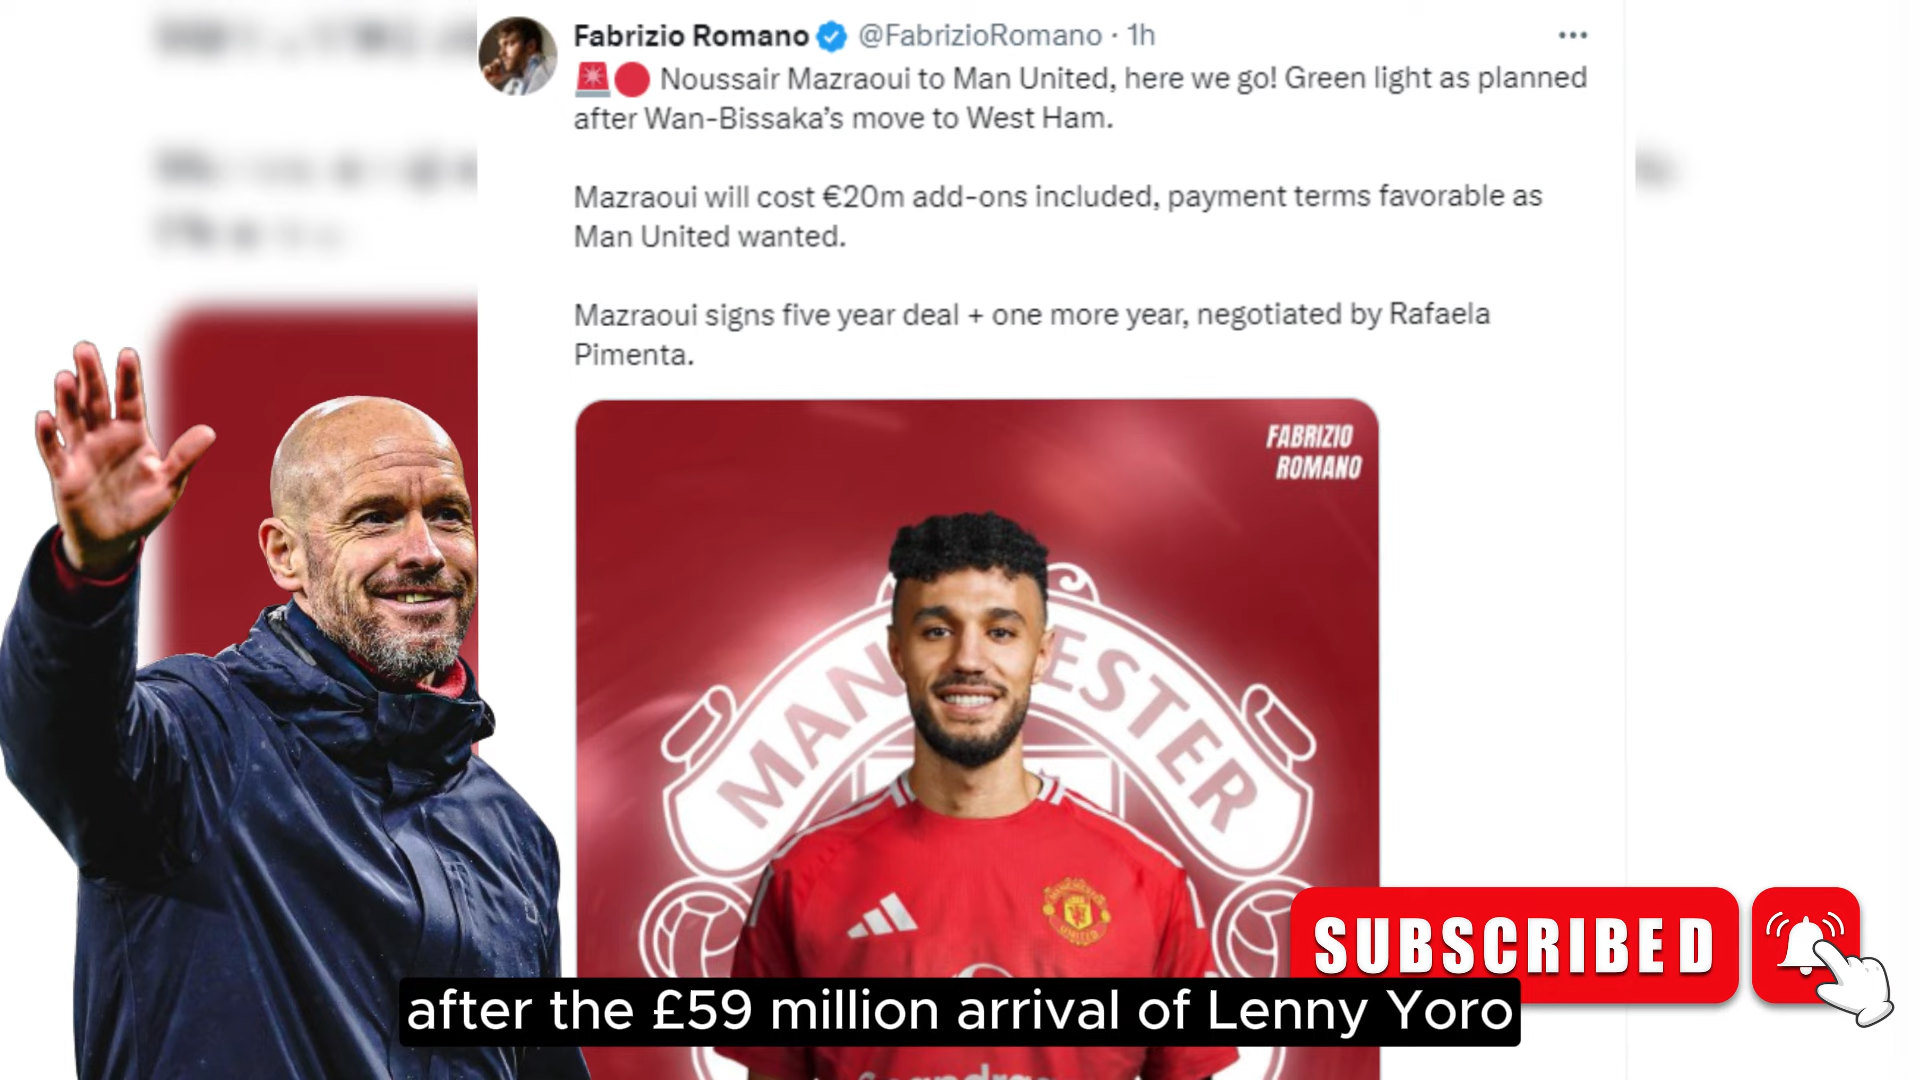 Fabrizio Romano @FabrizioRomano · 1h
Noussair Mazraoui to Man United, here we go! Green light as planned
after Wan-Bissaka’s move to West Ham.
Mazraoui will cost €20m add-ons included, payment terms favorable as
Man United wanted.
Mazraoui signs five year deal + one more year, negotiated by Rafaela
Pimenta.
FABRIZIO
ROMANO
MAN ESTER
MANCHESTER
UNITED
SUBSCRIBED
after the £59 million arrival of Lenny Yoro